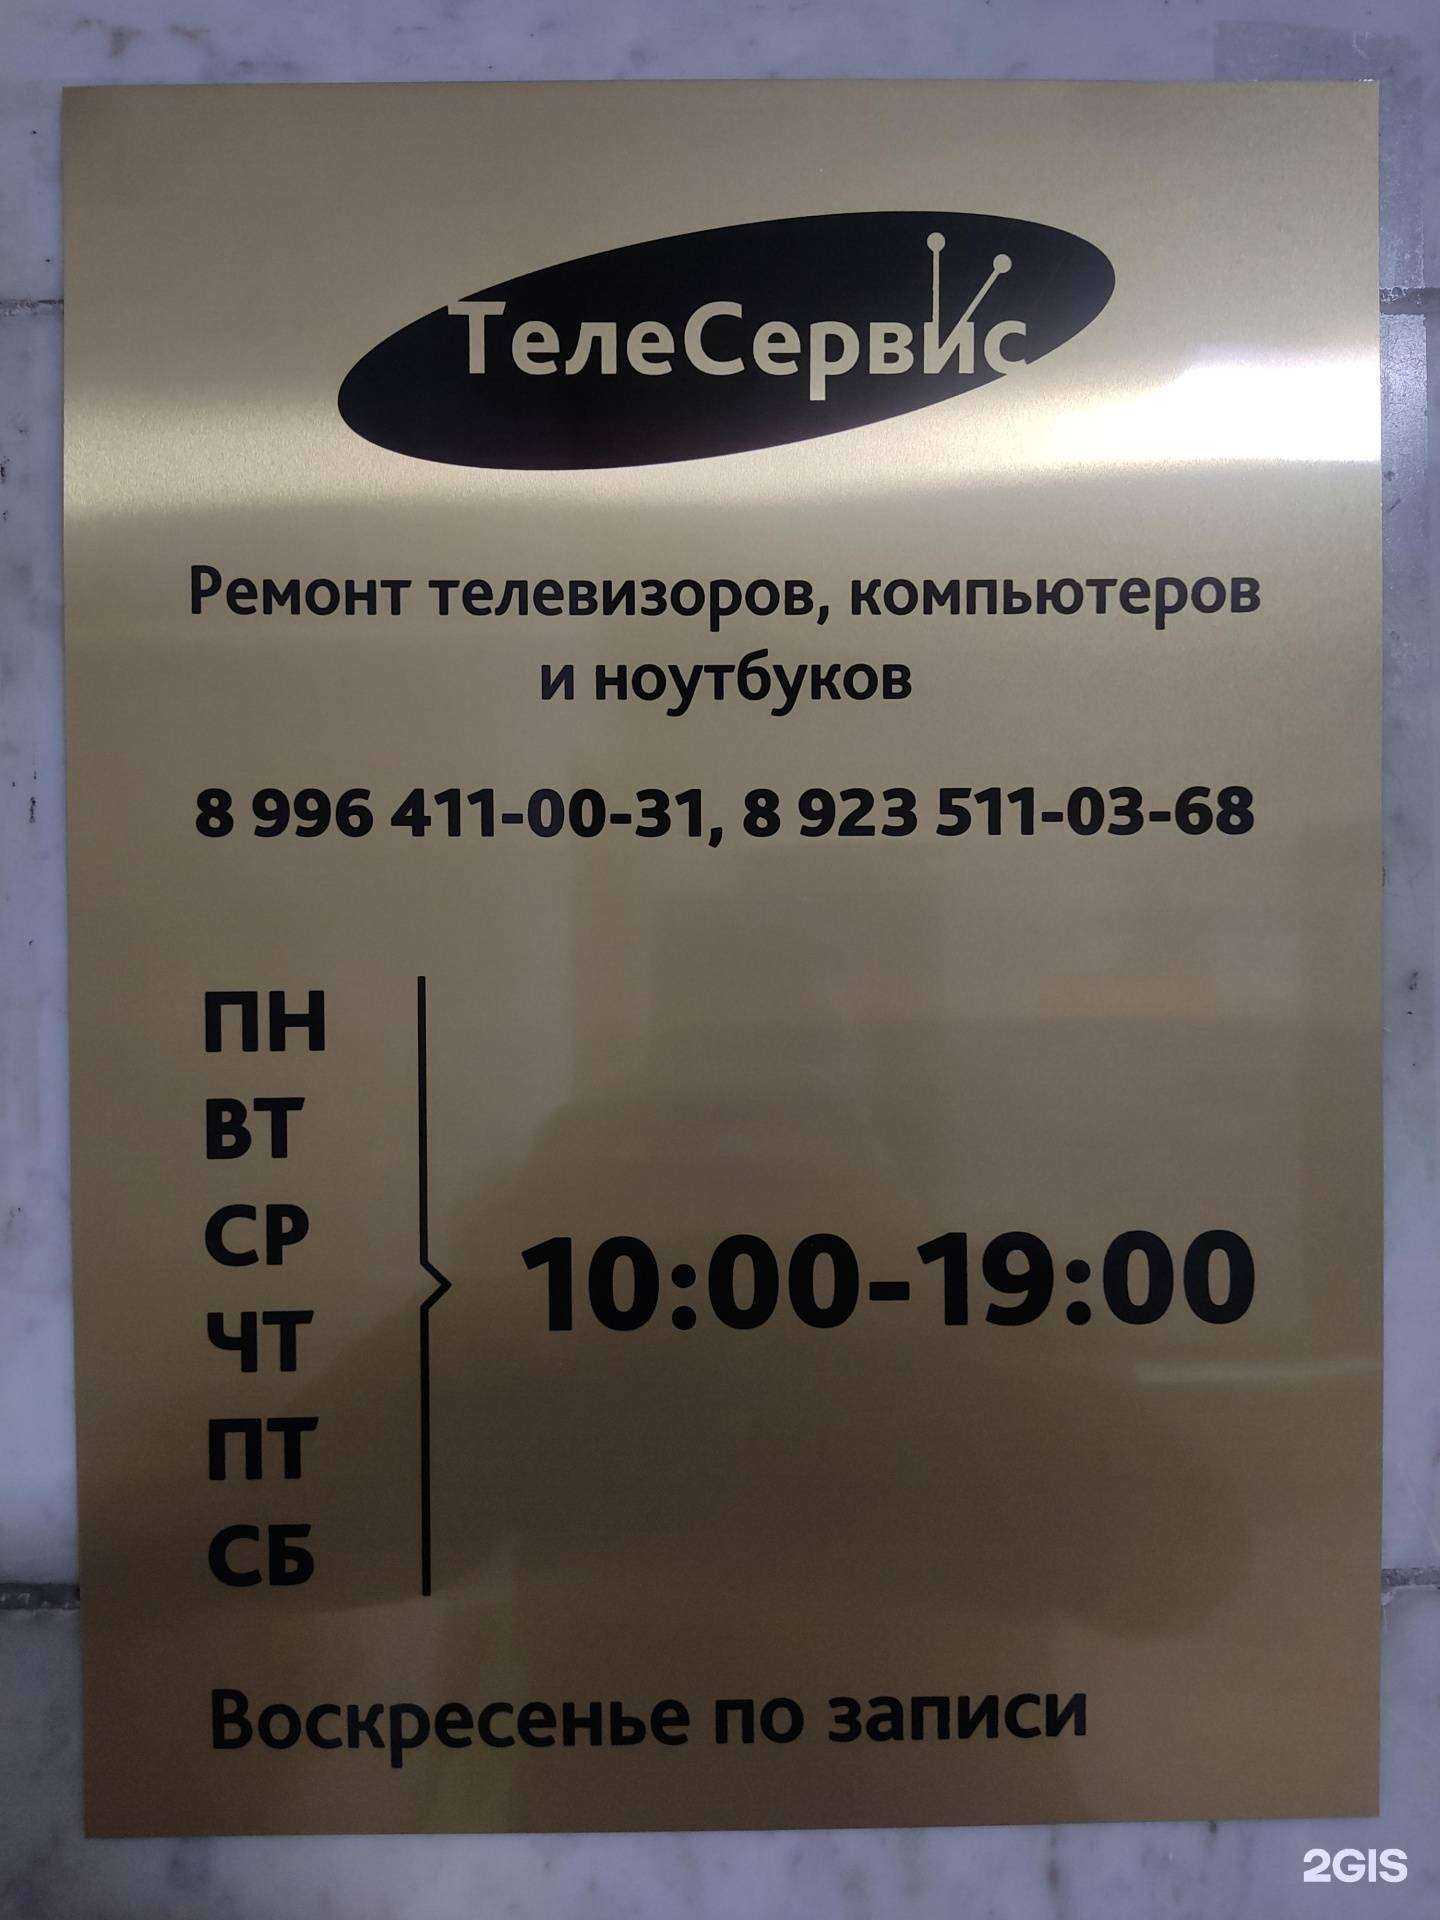 ТелеСервис
Ремонт телевизоров, компьютеров
и ноутбуков
8 996 411-00-31, 8 923 511-03-68
ПН
ВТ
СР
ЧТ
ПТ
СБ
10:00-19:00
Воскресенье по записи
2GIS